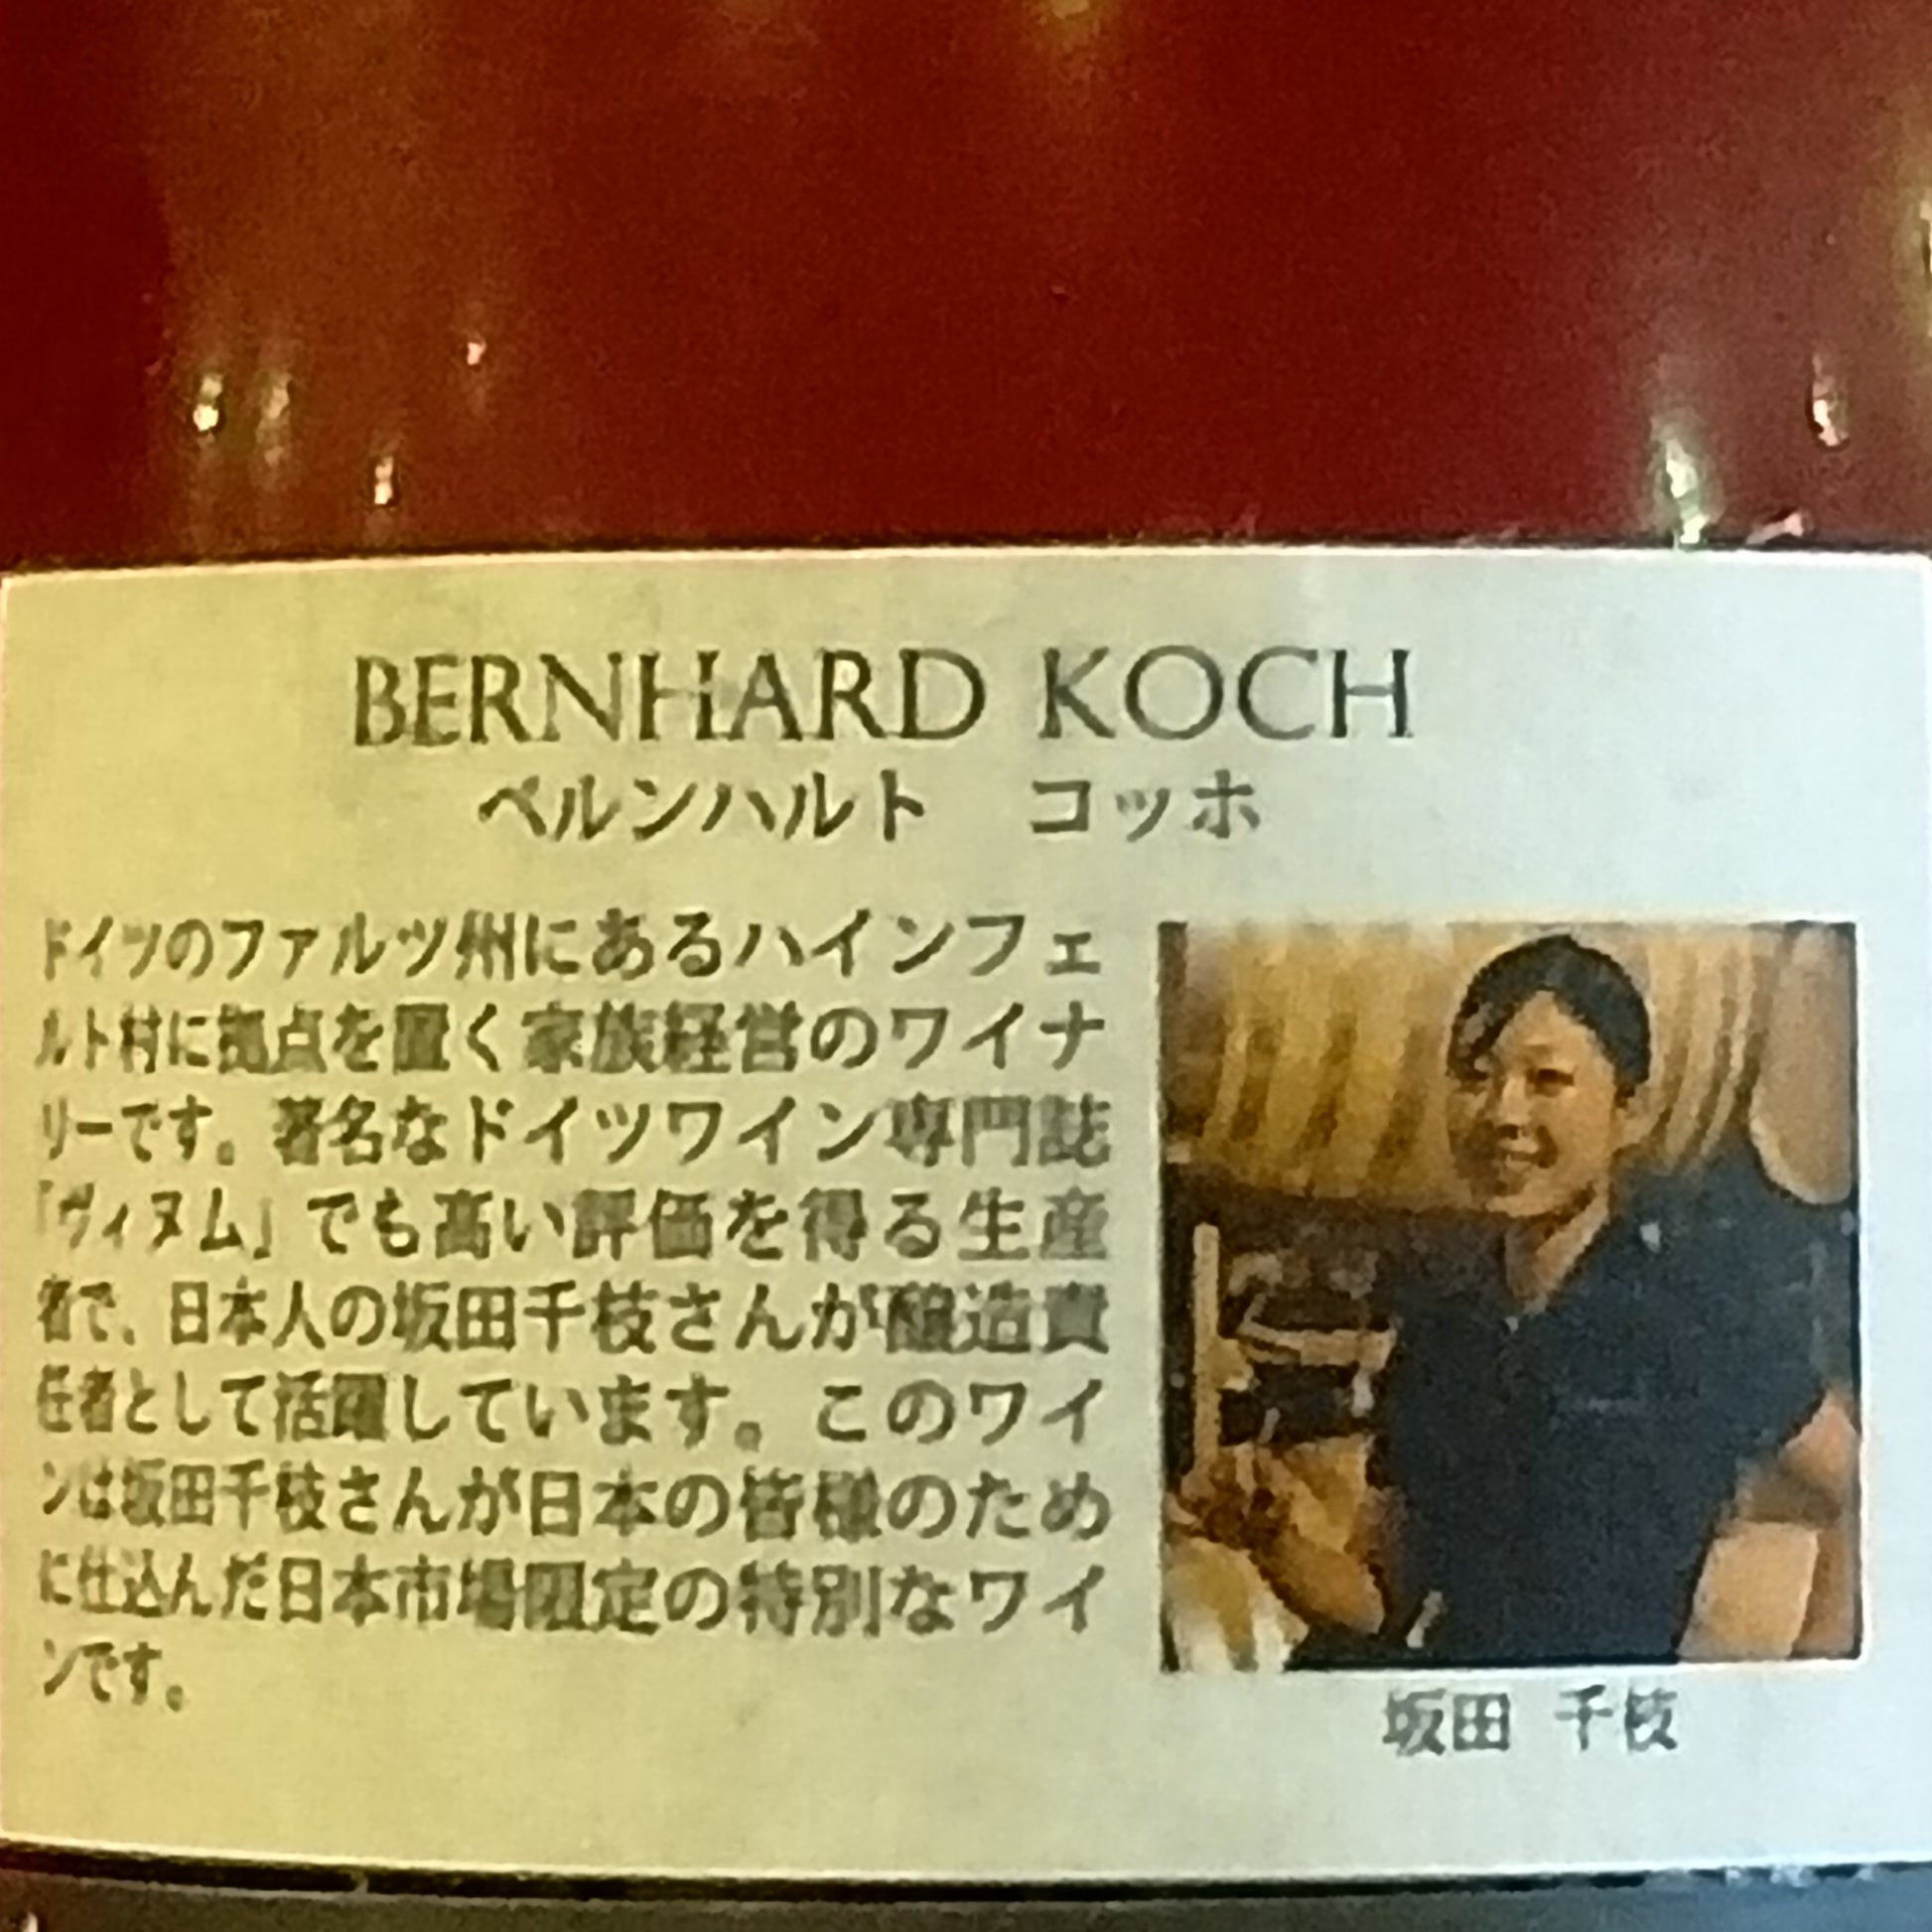 BERNHARD KOCH
ベルンハルト　コッホ
ドイツのファルツ州にあるハインフェ
ルト村に拠点を置く家族経営のワイナ
リーです。著名なドイツワイン専門誌
「ヴィヌム」でも高い評価を得る生産
者で、日本人の坂田千枝さんが醸造責
任者として活躍しています。このワイ
ンは坂田千枝さんが日本の皆様のため
に仕込んだ日本市場限定の特別なワイ
ンです。
坂田 千枝